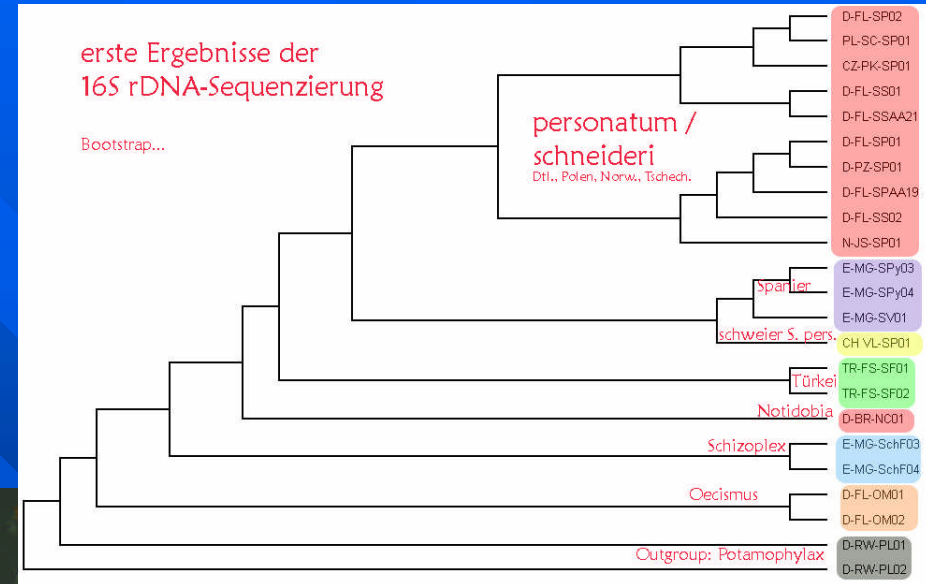 erste Ergebnisse der
16S rDNA-Sequenzierung
Bootstrap...
personatum /
schneideri
Dtl., Polen, Norw., Tschech.
D-FL-SP02
PL-SC-SP01
CZ-PK-SP01
D-FL-SS01
D-FL-SSAA21
D-FL-SP01
D-PZ-SP01
D-FL-SPAA19
D-FL-SS02
N-JS-SP01
E-MG-SPy03
Spanier
E-MG-SPy04
E-MG-SV01
schweier S. pers.
CH VL-SP01
TR-FS-SF01
Türkei
TR-FS-SF02
Notidobia
D-BR-NC01
Schizoplex
E-MG-SchF03
E-MG-SchF04
Oecismus
D-FL-OM01
D-FL-OM02
D-RW-PL01
Outgroup: Potamophylax
D-RW-PL02